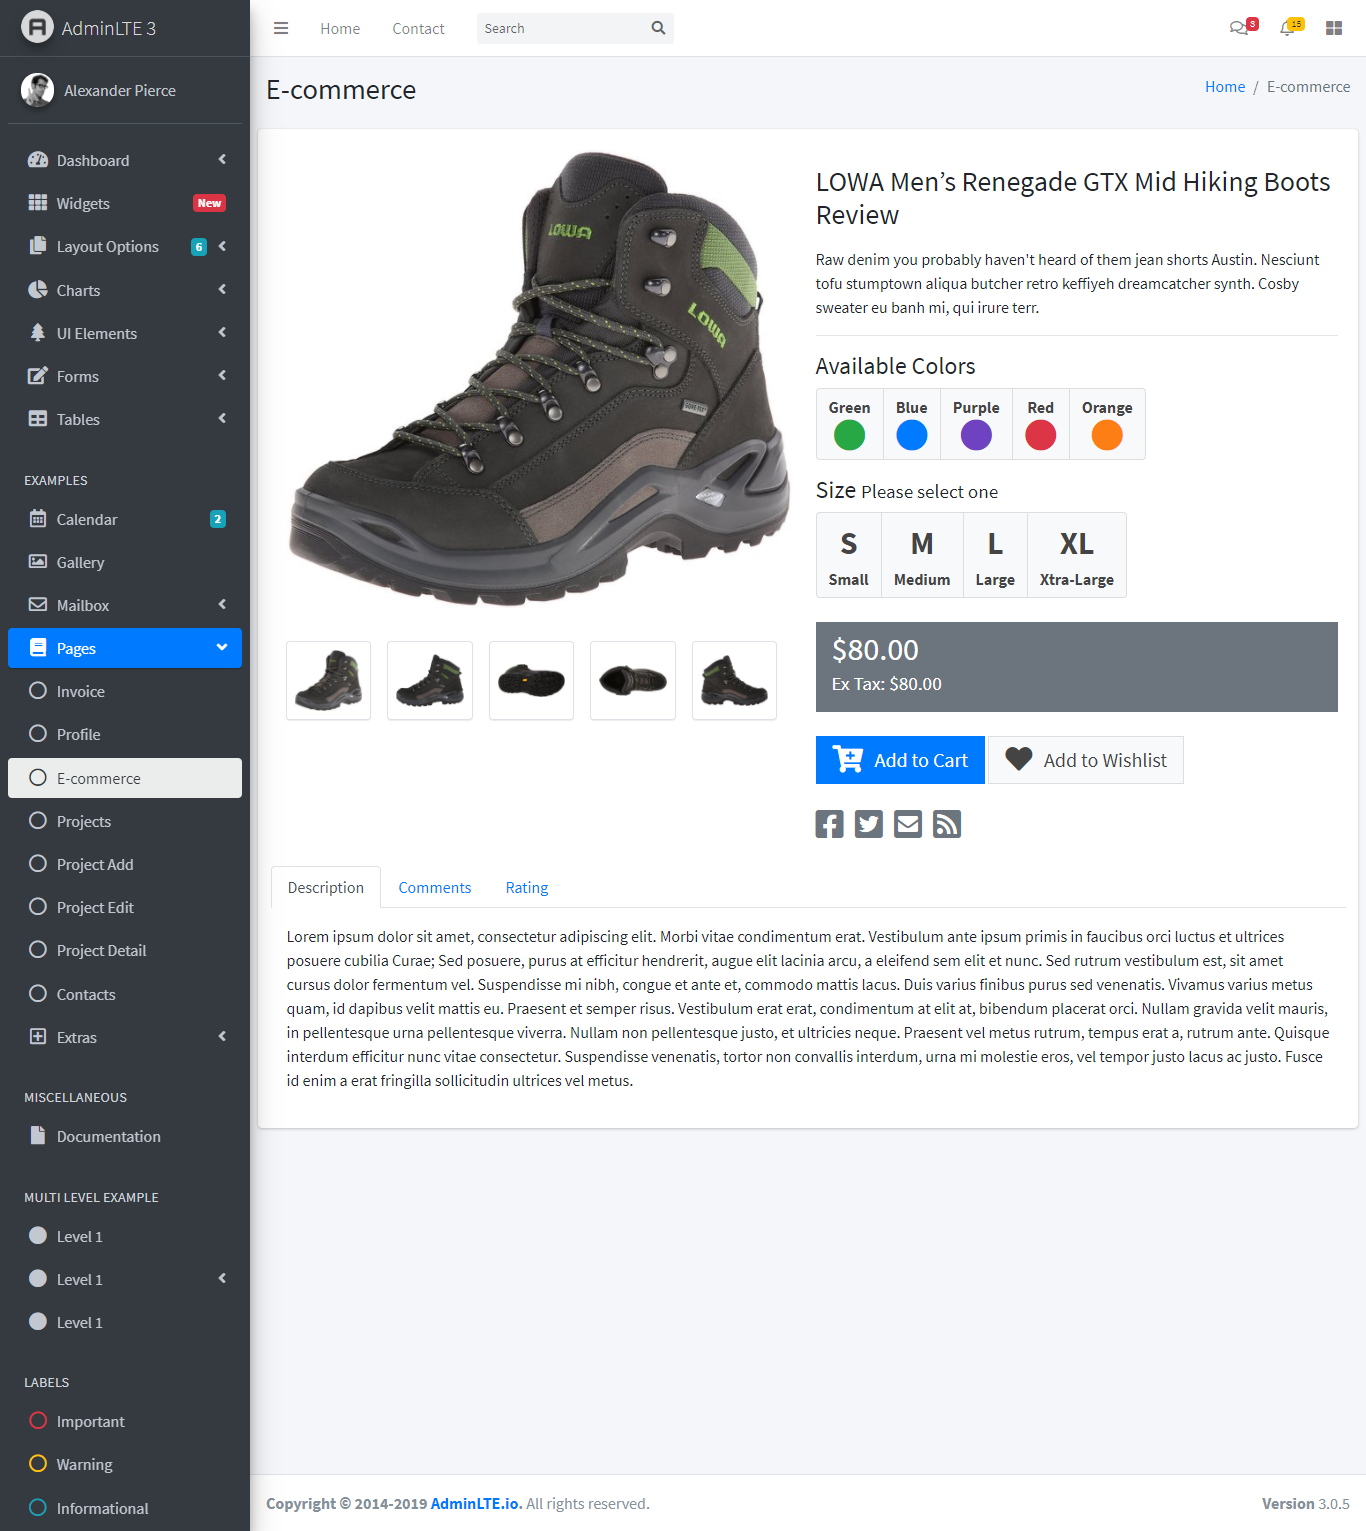 AdminLTE 3
Home
Contact
Search
3
15
Alexander Pierce
Dashboard
Widgets
New
Layout Options
6
Charts
UI Elements
Forms
Tables
EXAMPLES
Calendar
2
Gallery
Mailbox
Pages
Invoice
Profile
E-commerce
Projects
Project Add
Project Edit
Project Detail
Contacts
Extras
MISCELLANEOUS
Documentation
MULTI LEVEL EXAMPLE
Level 1
Level 1
Level 1
LABELS
Important
Warning
Informational
E-commerce
Home / E-commerce
LOWA
LOWA
GORE-TEX
LOWA Men’s Renegade GTX Mid Hiking Boots
Review
Raw denim you probably haven't heard of them jean shorts Austin. Nesciunt
tofu stumptown aliqua butcher retro keffiyeh dreamcatcher synth. Cosby
sweater eu banh mi, qui irure terr.
Available Colors
Green
Blue
Purple
Red
Orange
Size Please select one
S
Small
M
Medium
L
Large
XL
Xtra-Large
$80.00
Ex Tax: $80.00
Add to Cart
Add to Wishlist
Description
Comments
Rating
Lorem ipsum dolor sit amet, consectetur adipiscing elit. Morbi vitae condimentum erat. Vestibulum ante ipsum primis in faucibus orci luctus et ultrices
posuere cubilia Curae; Sed posuere, purus at efficitur hendrerit, augue elit lacinia arcu, a eleifend sem elit et nunc. Sed rutrum vestibulum est, sit amet
cursus dolor fermentum vel. Suspendisse mi nibh, congue et ante et, commodo mattis lacus. Duis varius finibus purus sed venenatis. Vivamus varius metus
quam, id dapibus velit mattis eu. Praesent et semper risus. Vestibulum erat erat, condimentum at elit at, bibendum placerat orci. Nullam gravida velit mauris,
in pellentesque urna pellentesque viverra. Nullam non pellentesque justo, et ultricies neque. Praesent vel metus rutrum, tempus erat a, rutrum ante. Quisque
interdum efficitur nunc vitae consectetur. Suspendisse venenatis, tortor non convallis interdum, urna mi molestie eros, vel tempor justo lacus ac justo. Fusce
id enim a erat fringilla sollicitudin ultrices vel metus.
Copyright © 2014-2019 AdminLTE.io. All rights reserved.
Version 3.0.5